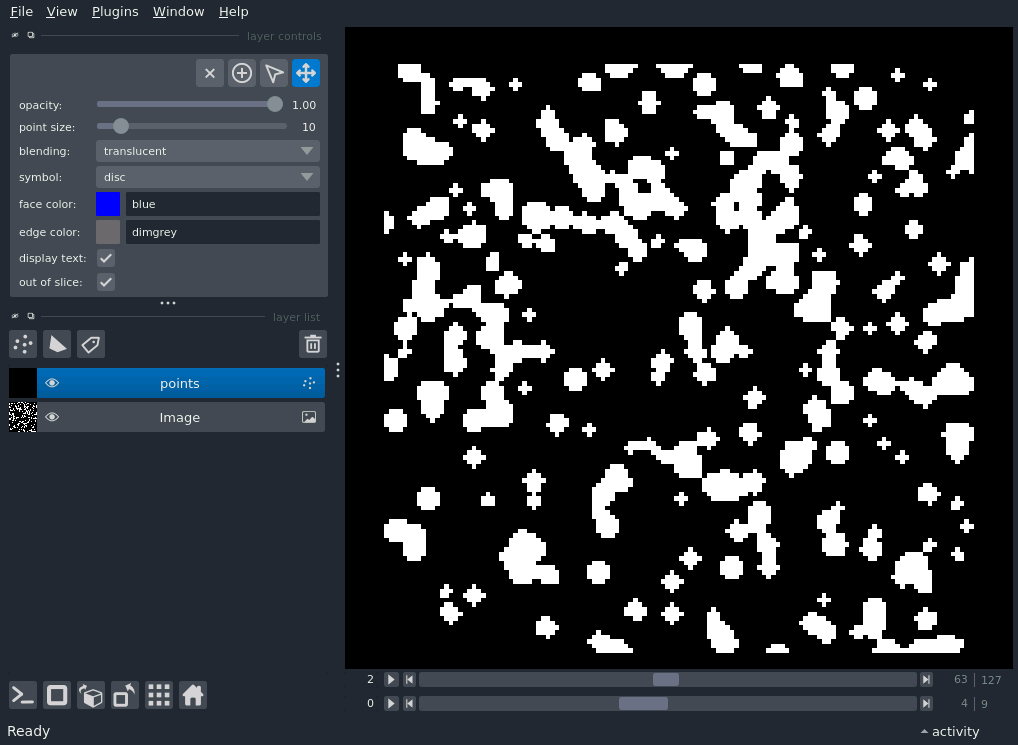 File View Plugins Window Help
layer controls
opacity: 1.00
point size: 10
blending: translucent
symbol: disc
face color: blue
edge color: dimgrey
display text:
out of slice:
layer list
points
Image
2 63 127
0 4 9
Ready activity